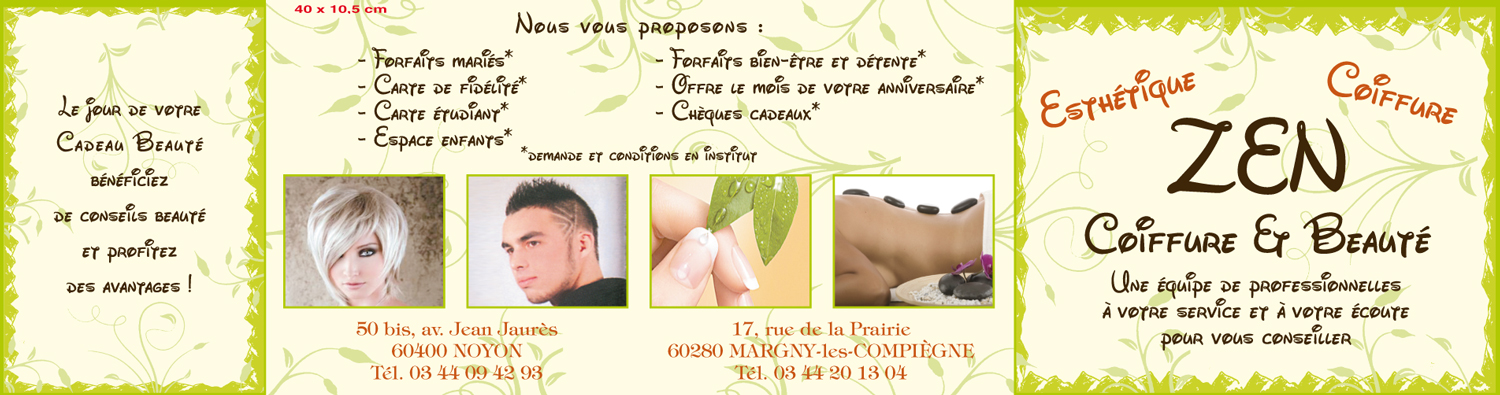 Le jour de votre
Cadeau Beauté
bénéficiez
de conseils beauté
et profitez
des avantages !
40 x 10,5 cm
Nous vous proposons :
- Forfaits mariés*
- Carte de fidélité*
- Carte étudiant*
- Espace enfants*
- Forfaits bien-être et détente*
- Offre le mois de votre anniversaire*
- Chèques cadeaux*
*demande et conditions en institut
50 bis, av. Jean Jaurès
60400 NOYON
Tél. 03 44 09 42 93
17, rue de la Prairie
60280 MARGNY-les-COMPIÈGNE
Tél. 03 44 20 13 04
Esthétique
Coiffure
ZEN
Coiffure & Beauté
Une équipe de professionnelles
à votre service et à votre écoute
pour vous conseiller